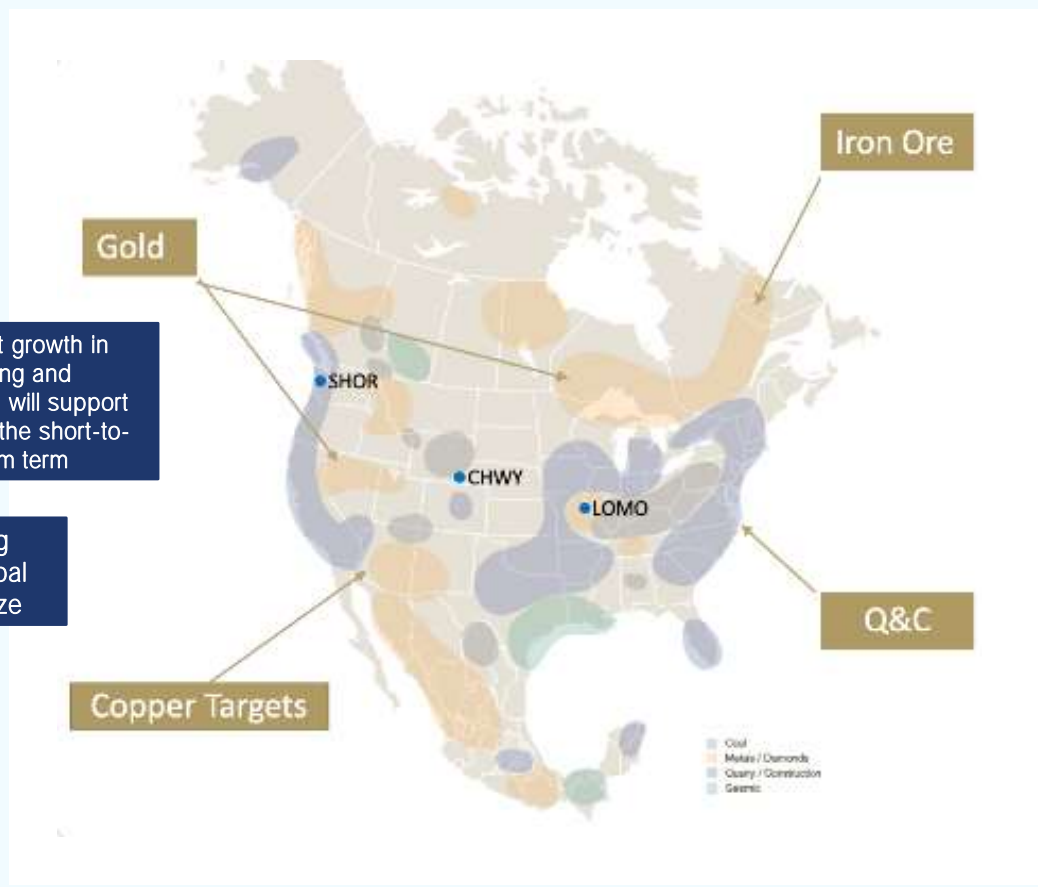 Iron Ore
Gold
t growth in
ng and
will support
the short-to-
m term
SHOR
CHWY
LOMO
g
bal
ze
Q&C
Copper Targets
Coal
Metals / Diamonds
Quarry / Construction
Seismic